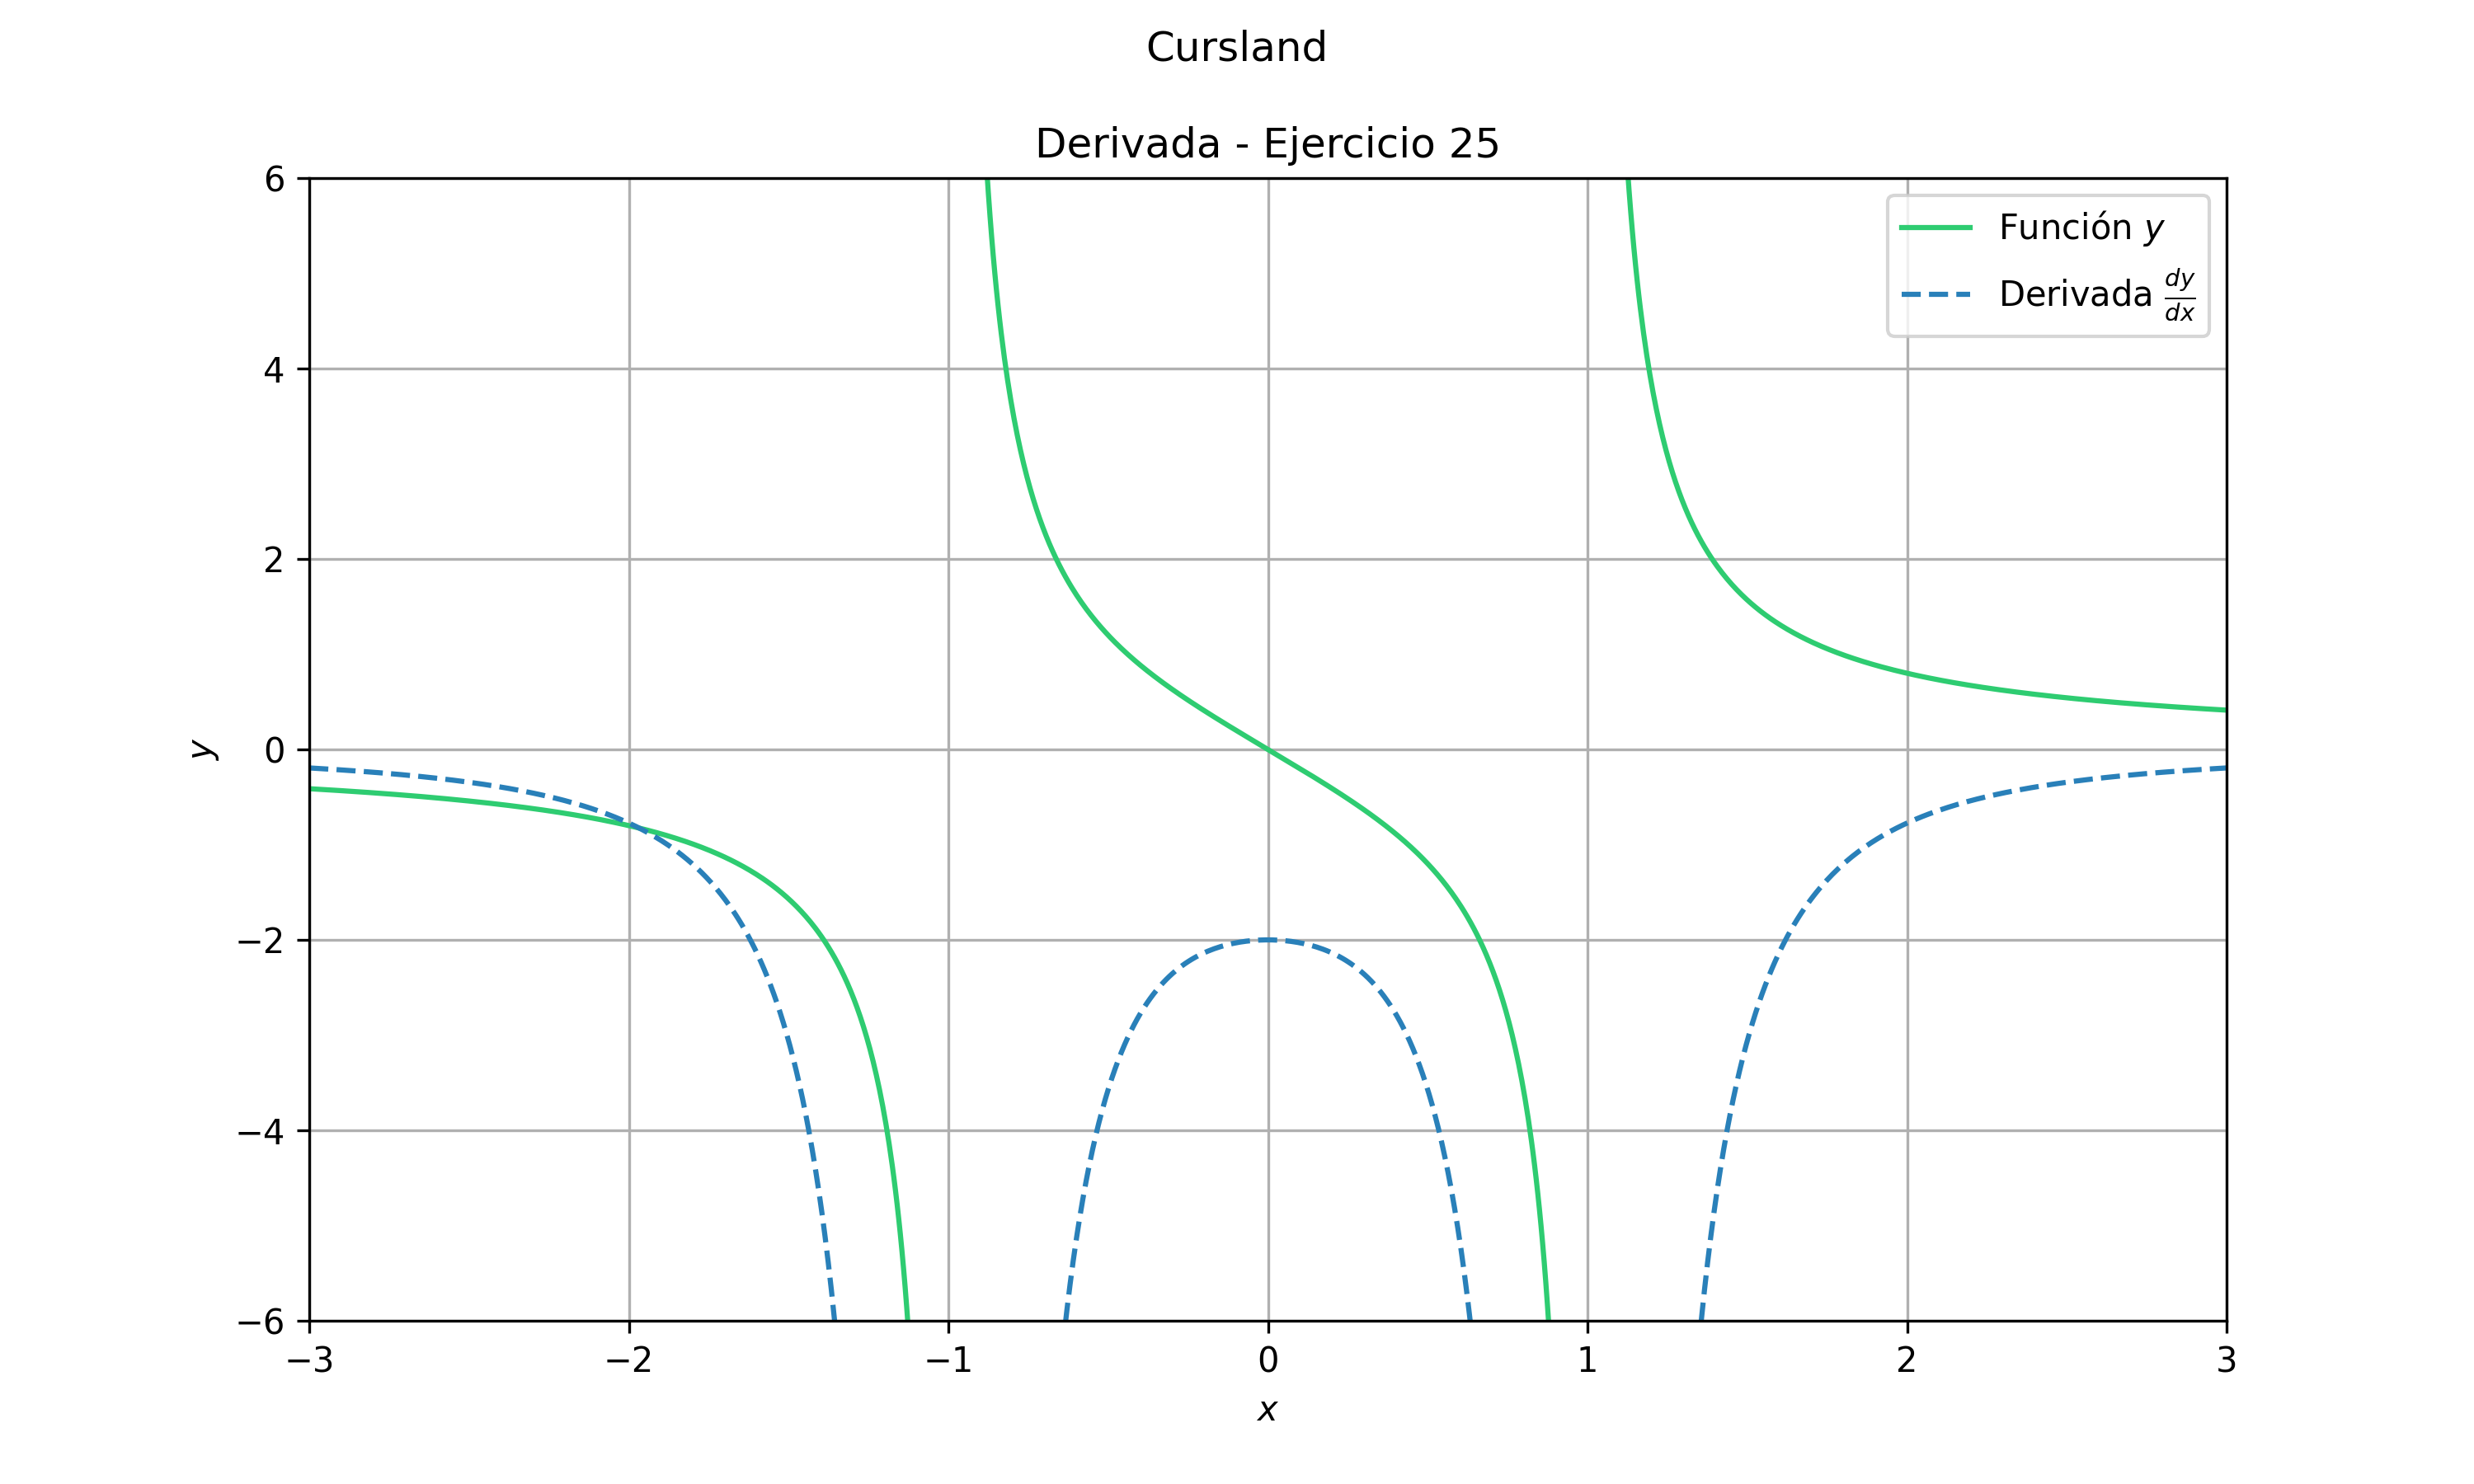 Cursland
Derivada - Ejercicio 25
Función y
Derivada dy/dx
6
4
2
0
−2
−4
−6
y
−3 −2 −1 0 1 2 3
x